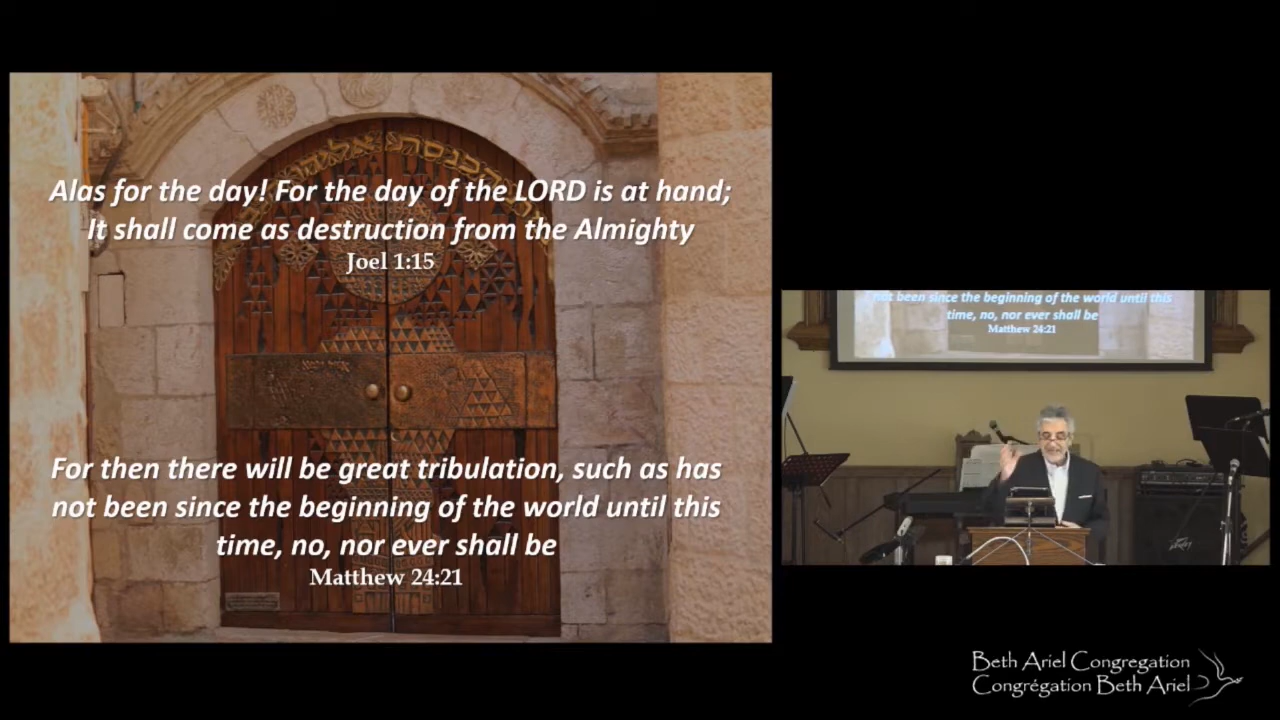 Alas for the day! For the day of the LORD is at hand;
It shall come as destruction from the Almighty
Joel 1:15
For then there will be great tribulation, such as has
not been since the beginning of the world until this
time, no, nor ever shall be
Matthew 24:21
not been since the beginning of the world until this
time, no, nor ever shall be
Matthew 24:21
Beth Ariel Congregation
Congrégation Beth Ariel